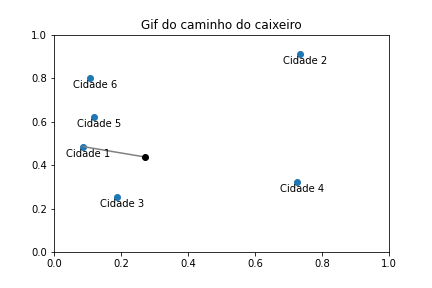 Gif do caminho do caixeiro
1.0
Cidade 2
0.8
Cidade 6
0.6
Cidade 5
Cidade 1
0.4
Cidade 4
Cidade 3
0.2
0.0
0.0 0.2 0.4 0.6 0.8 1.0